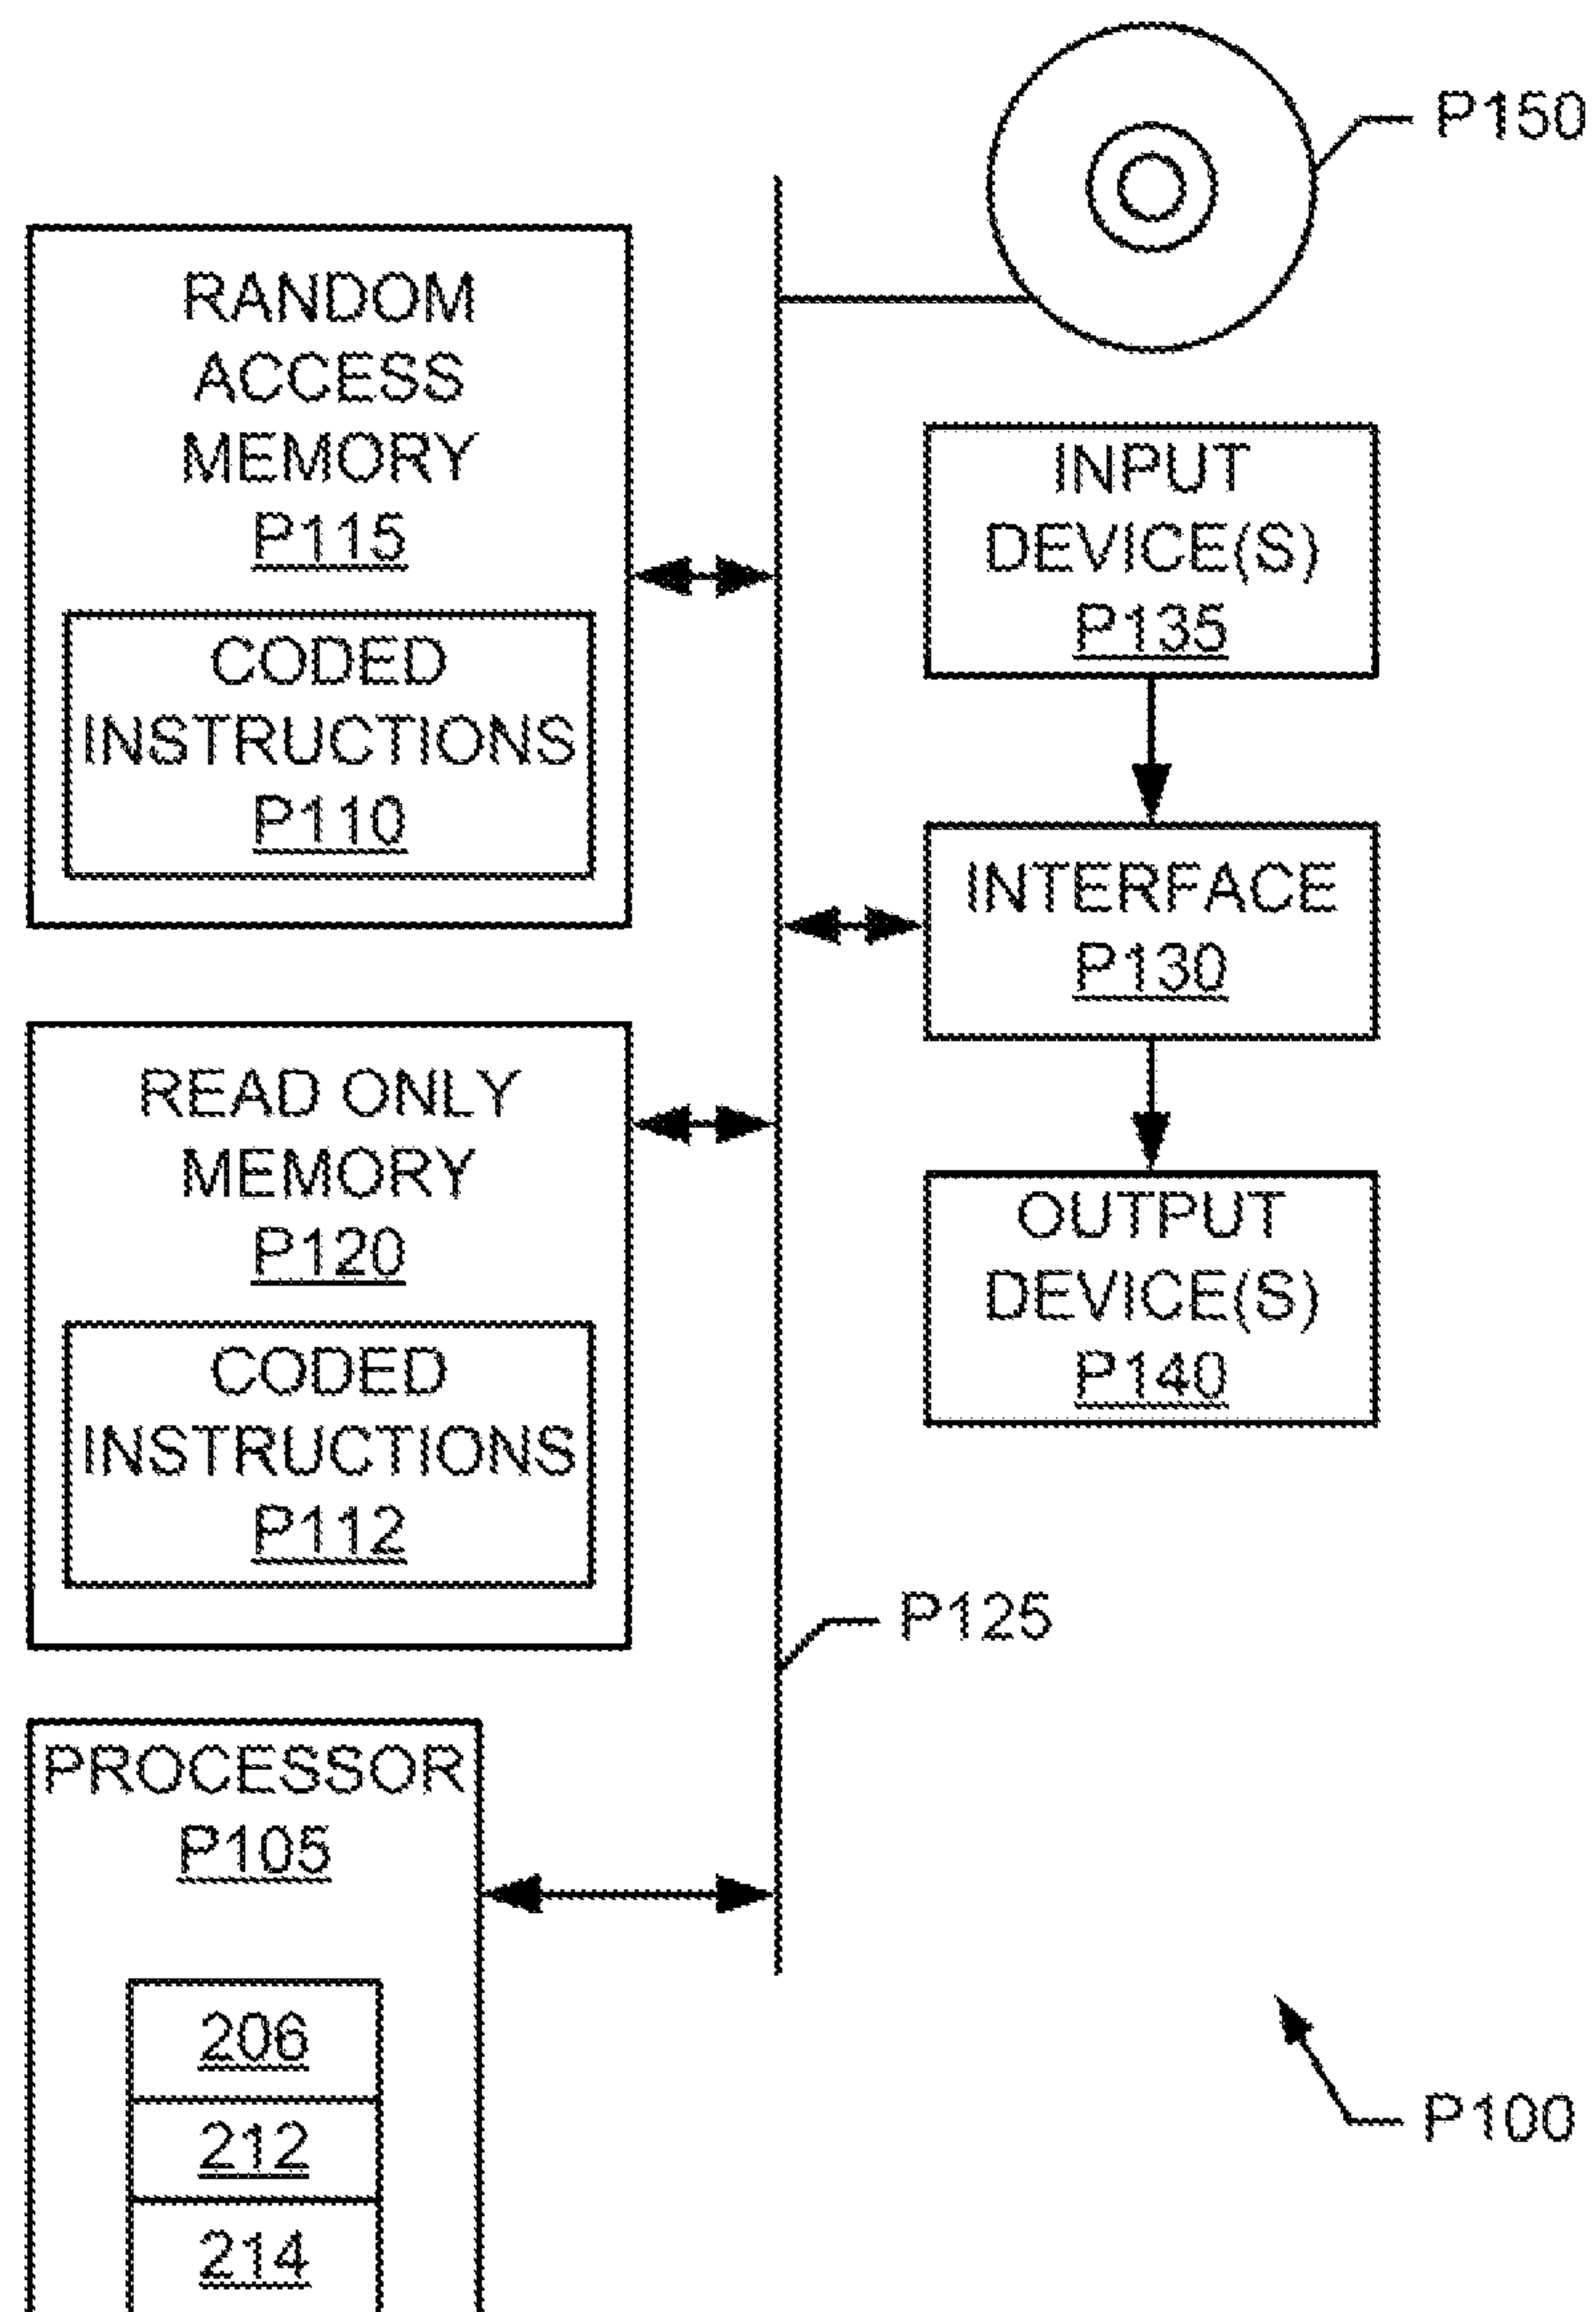 P150
RANDOM
ACCESS
MEMORY
P115
CODED
INSTRUCTIONS
P110
INPUT
DEVICE(S)
P135
INTERFACE
P130
READ ONLY
MEMORY
P120
CODED
INSTRUCTIONS
P112
OUTPUT
DEVICE(S)
P140
P125
PROCESSOR
P105
206
212
214
P100